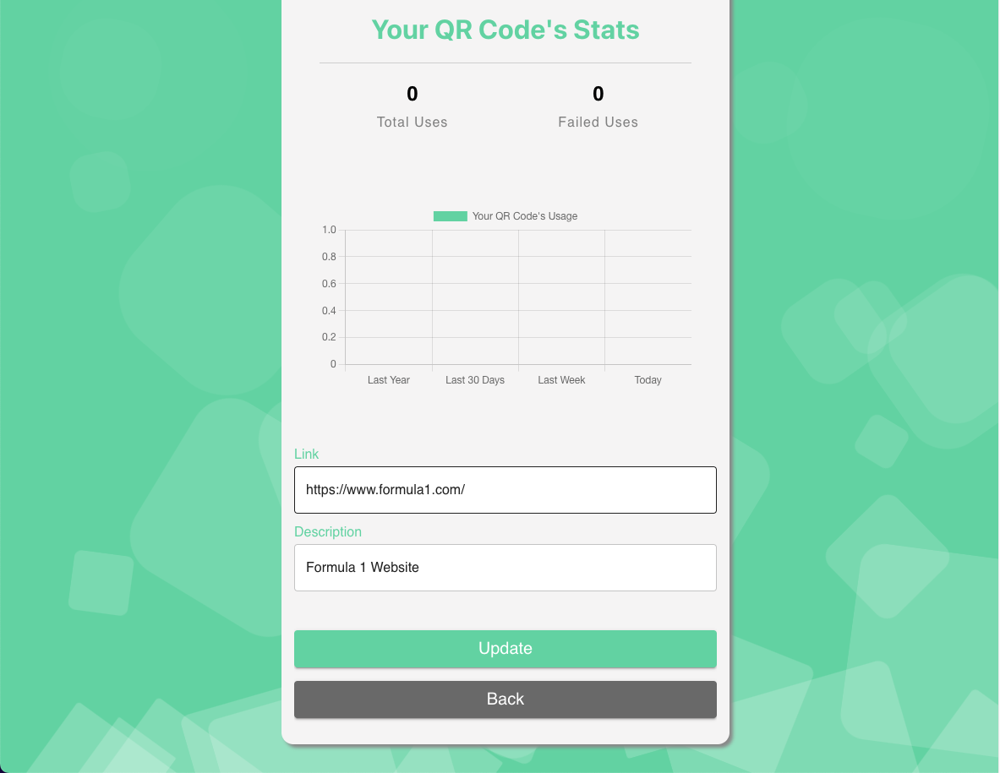 Your QR Code's Stats
0 0
Total Uses Failed Uses
Your QR Code's Usage
1.0
0.8
0.6
0.4
0.2
0
Last Year Last 30 Days Last Week Today
Link
https://www.formula1.com/
Description
Formula 1 Website
Update
Back